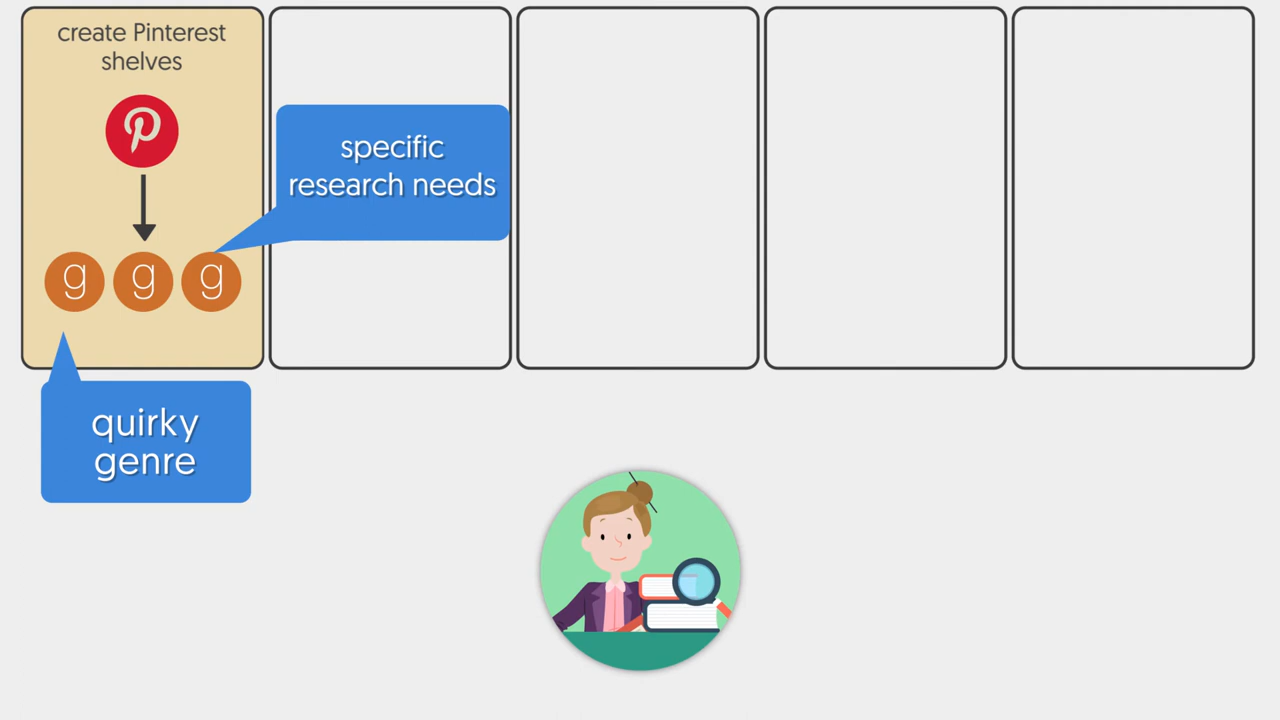 create Pinterest
shelves
specific
research needs
g g g
quirky
genre